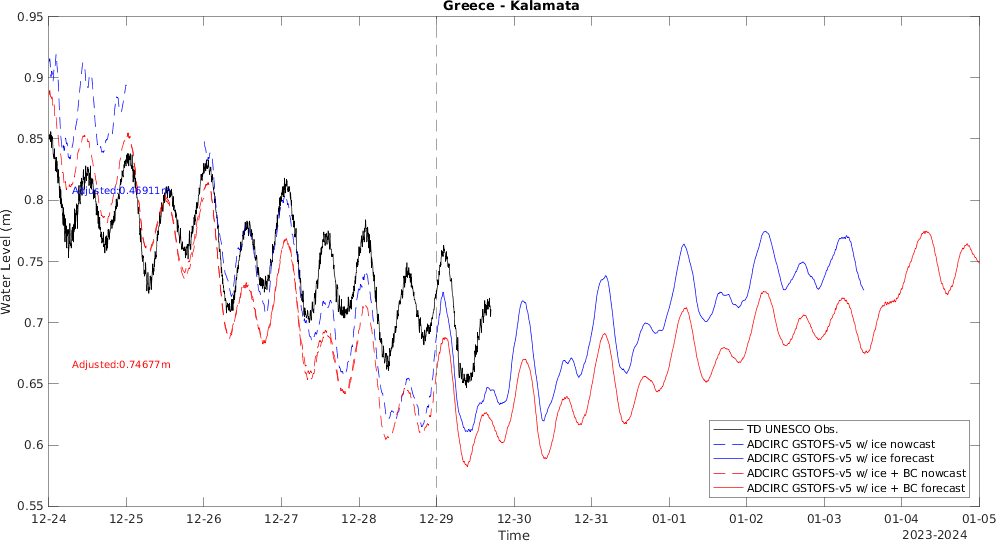 Greece - Kalamata
0.95
0.9
0.85
0.8
0.75
0.7
0.65
0.6
0.55
Water Level (m)
Adjusted:0.46911m
Adjusted:0.74677m
TD UNESCO Obs.
ADCIRC GSTOFS-v5 w/ ice nowcast
ADCIRC GSTOFS-v5 w/ ice forecast
ADCIRC GSTOFS-v5 w/ ice + BC nowcast
ADCIRC GSTOFS-v5 w/ ice + BC forecast
12-24 12-25 12-26 12-27 12-28 12-29 12-30 12-31 01-01 01-02 01-03 01-04 01-05
Time
2023-2024